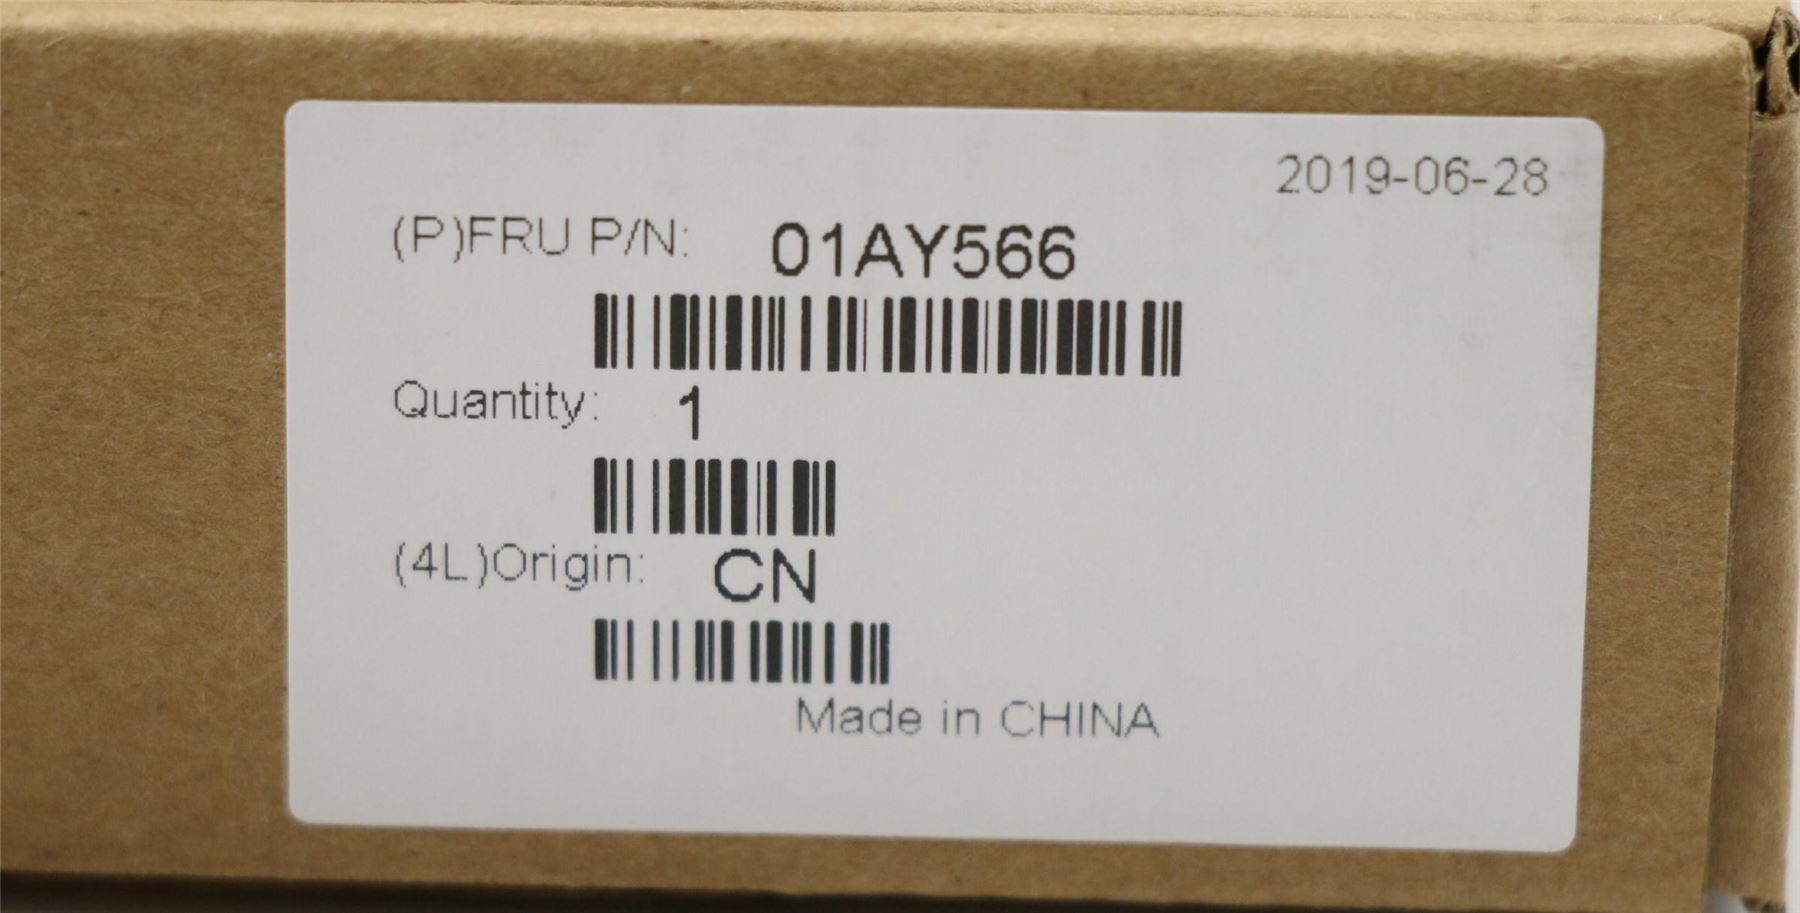 2019-06-28
(P)FRU P/N: 01AY566
Quantity: 1
(4L)Origin: CN
Made in CHINA